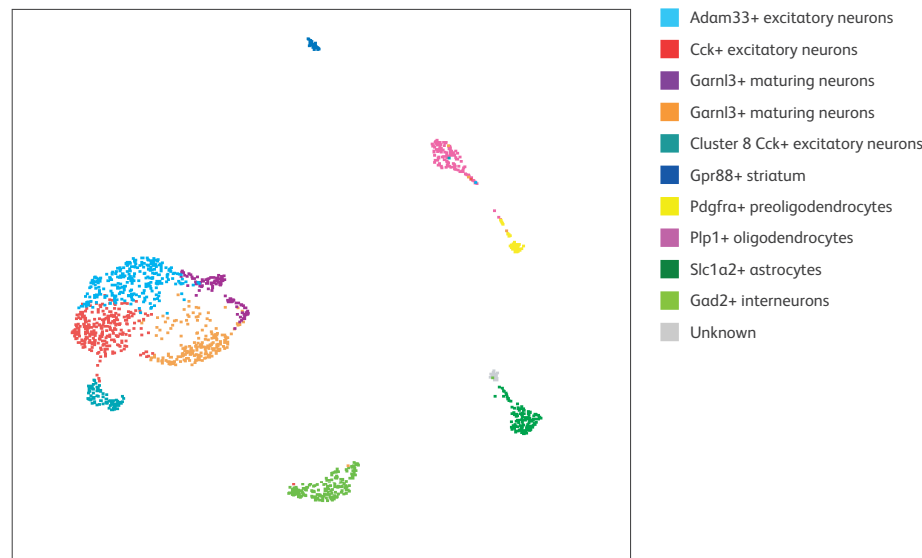 Adam33+ excitatory neurons
Cck+ excitatory neurons
Garnl3+ maturing neurons
Garnl3+ maturing neurons
Cluster 8 Cck+ excitatory neurons
Gpr88+ striatum
Pdgfra+ preoligodendrocytes
Plp1+ oligodendrocytes
Slc1a2+ astrocytes
Gad2+ interneurons
Unknown